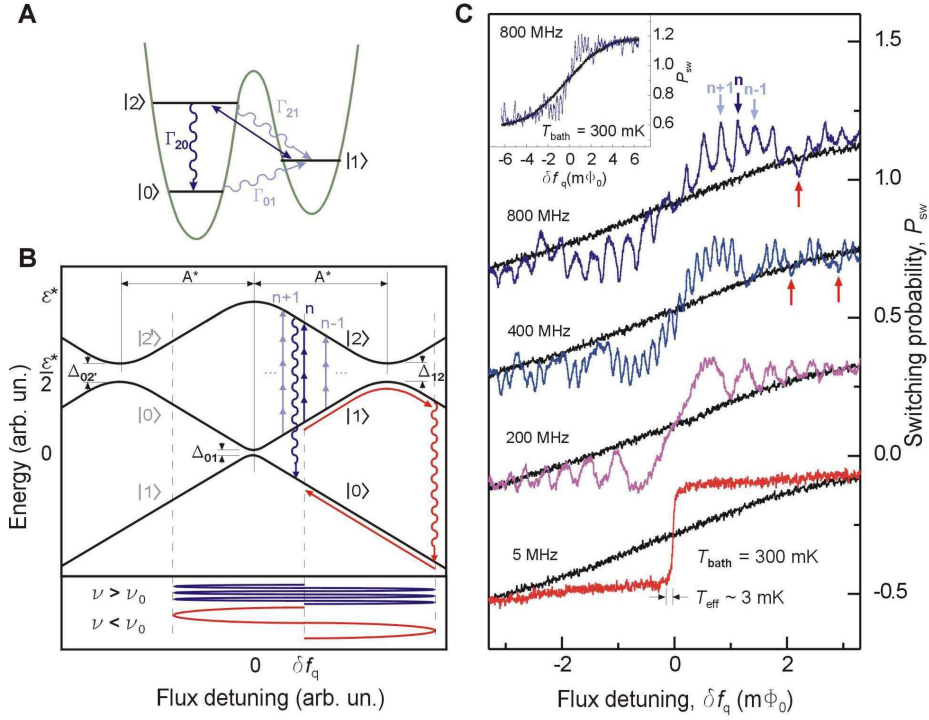 A
|2⟩
Γ21
Γ20
|1⟩
|0⟩
Γ01
B
A*
A*
ε*
n+1
n
n-1
|2'⟩
|2⟩
Δ02'
Δ12
|ε*
2|
...
...
|0⟩
|1⟩
0
Δ01
|1⟩
|0⟩
Energy (arb. un.)
ν > ν0
ν < ν0
0
δfq
Flux detuning (arb. un.)
C
800 MHz
Tbath = 300 mK
1.2
1.0
0.8
0.6
Psw
-6 -4 -2 0 2 4 6
δfq (mΦ0)
n+1
n
n-1
800 MHz
400 MHz
200 MHz
5 MHz
Tbath = 300 mK
Teff ~ 3 mK
1.5
1.0
0.5
0.0
-0.5
Switching probability, Psw
-2
0
2
Flux detuning, δfq (mΦ0)